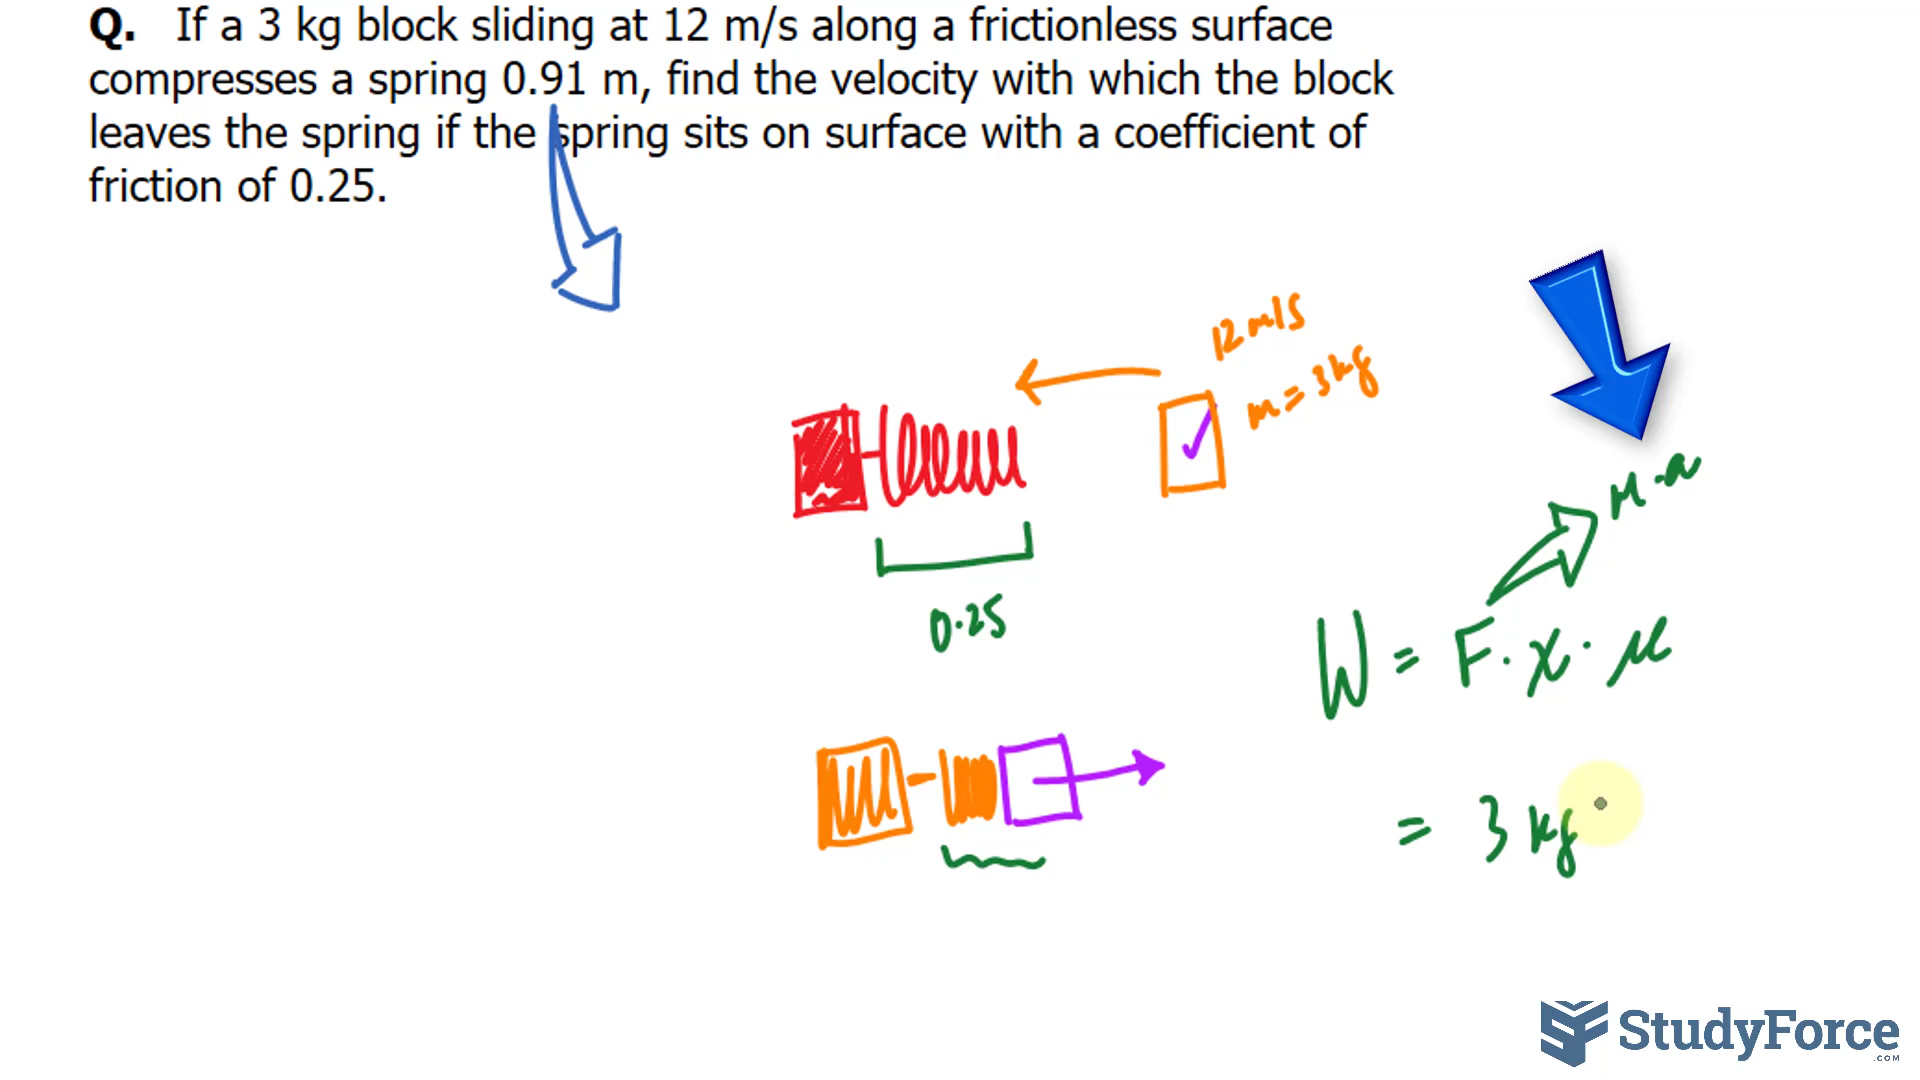 Q. If a 3 kg block sliding at 12 m/s along a frictionless surface
compresses a spring 0.91 m, find the velocity with which the block
leaves the spring if the spring sits on surface with a coefficient of
friction of 0.25.
12 m/s
m = 3 kg
m · a
0.25
W = F · x · μ
= 3 kg
StudyForce
.COM